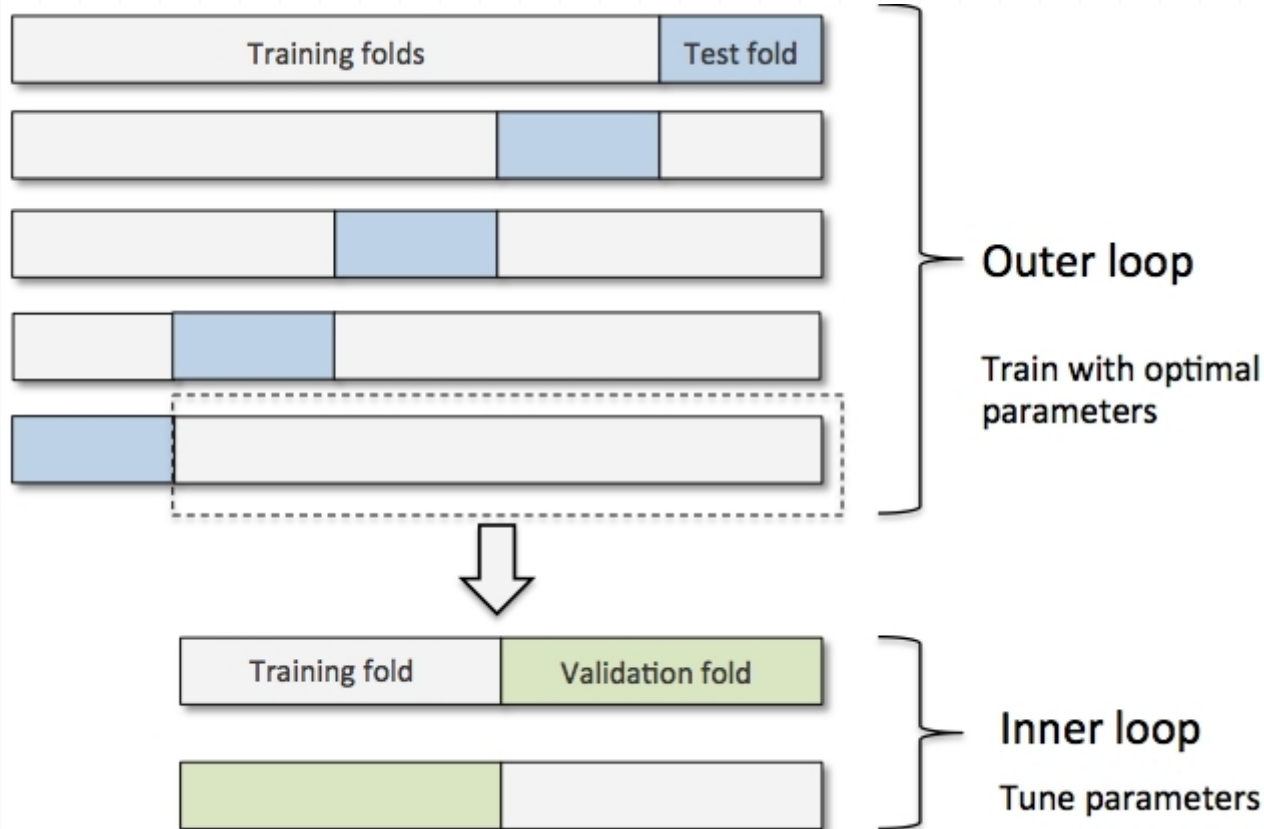 Training folds
Test fold
Outer loop
Train with optimal
parameters
Training fold
Validation fold
Inner loop
Tune parameters